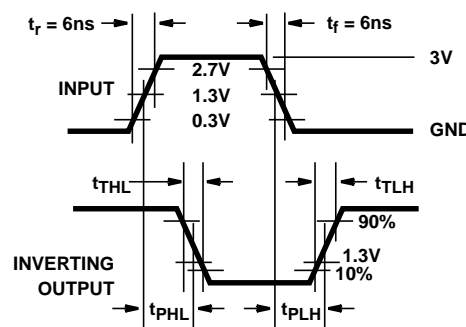 tr = 6ns
tf = 6ns
3V
2.7V
INPUT
1.3V
0.3V
GND
tTHL
tTLH
90%
1.3V
INVERTING
OUTPUT
10%
tPHL
tPLH